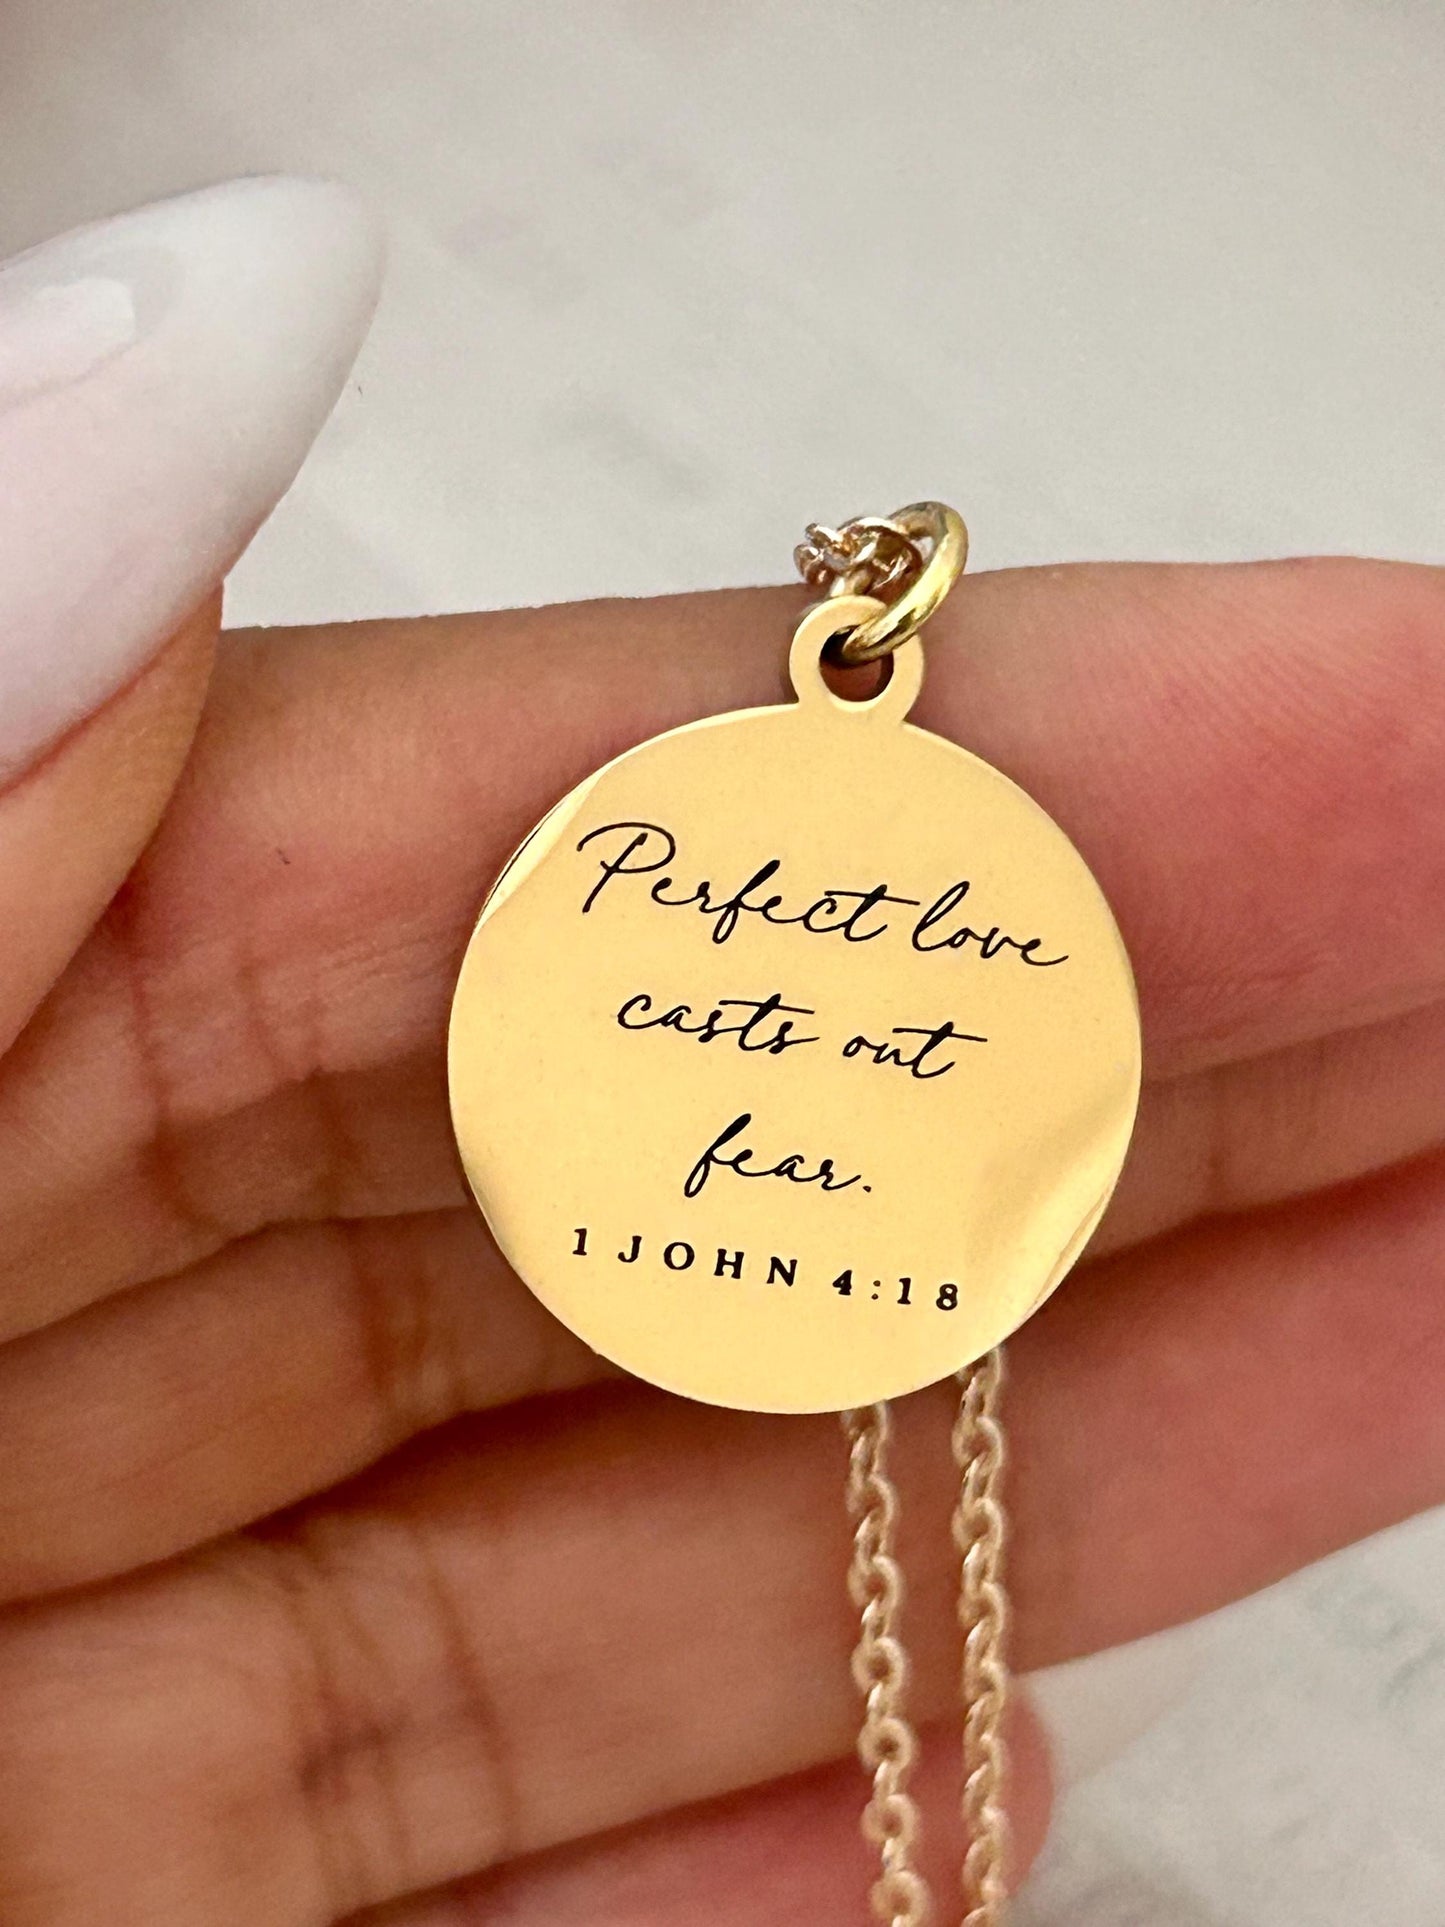 Perfect love
casts out
fear.
1 JOHN 4:18